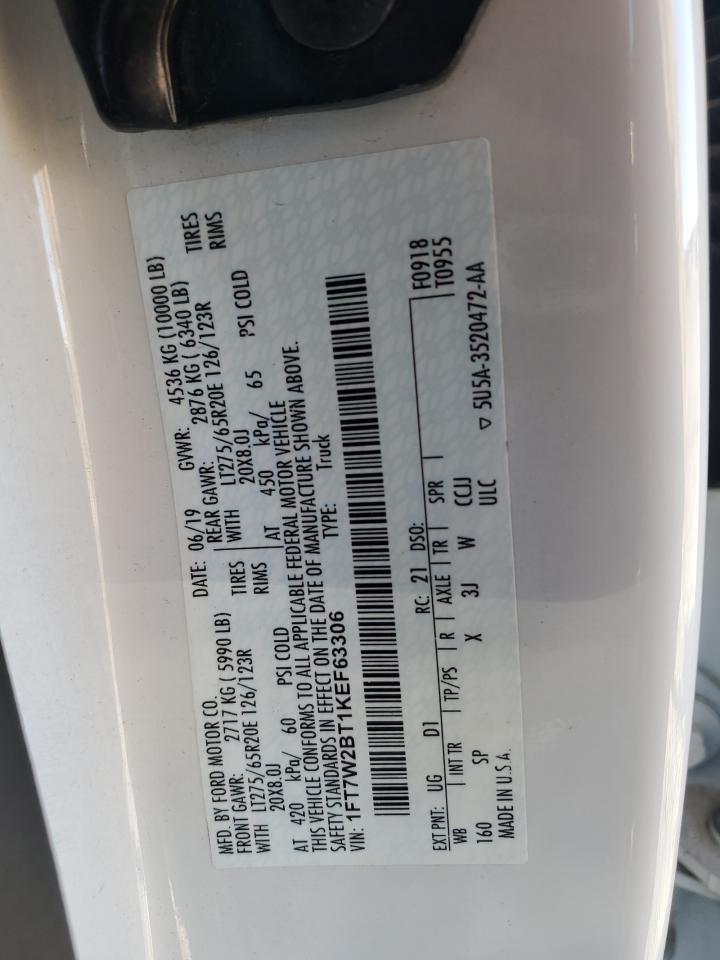 MFD. BY FORD MOTOR CO. DATE: 06/19 GVWR: 4536 KG (10000 LB)
FRONT GAWR: 2717 KG ( 5990 LB) REAR GAWR: 2876 KG ( 6340 LB)
WITH LT275/65R20E 126/123R TIRES WITH LT275/65R20E 126/123R TIRES
20X8.0J RIMS 20X8.0J RIMS
AT 420 kPa/ 60 PSI COLD AT 450 kPa/ 65 PSI COLD
THIS VEHICLE CONFORMS TO ALL APPLICABLE FEDERAL MOTOR VEHICLE
SAFETY STANDARDS IN EFFECT ON THE DATE OF MANUFACTURE SHOWN ABOVE.
VIN: 1FT7W2BT1KEF63306 TYPE: Truck
F0918
EXT PNT: UG D1 RC: 21 DSO: T0955
WB | INT TR | TP/PS | R | AXLE | TR | SPR |
160 SP X 3J W CCJJ
ULC
MADE IN U.S.A. ▽ 5U5A-3520472-AA